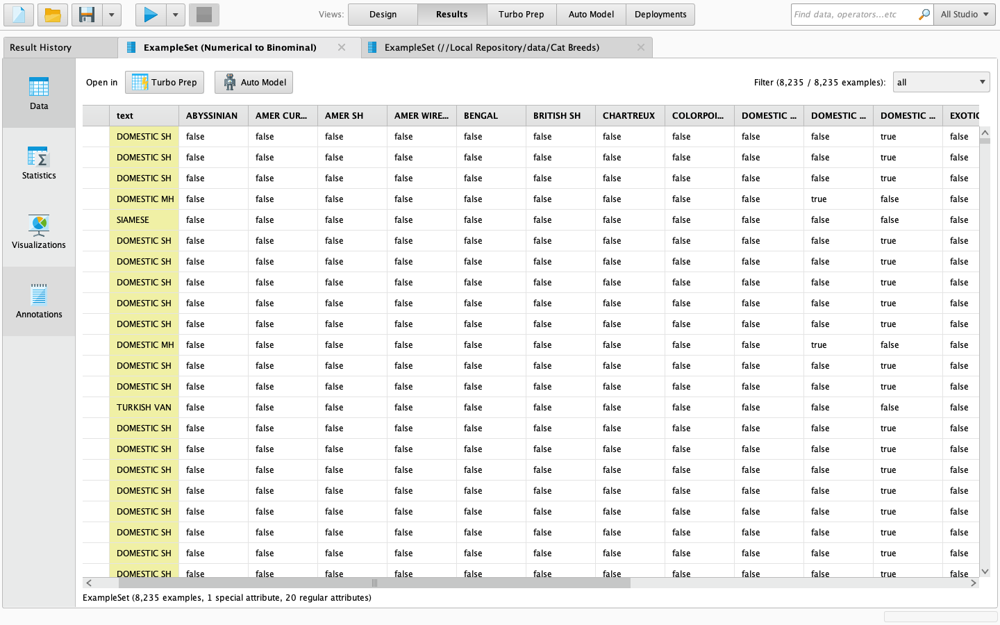 Views: Design Results Turbo Prep Auto Model Deployments Find data, operators...etc All Studio
Result History ExampleSet (Numerical to Binominal) ExampleSet (//Local Repository/data/Cat Breeds)
Data
Statistics
Visualizations
Annotations
Open in Turbo Prep Auto Model Filter (8,235 / 8,235 examples): all
text ABYSSINIAN AMER CUR... AMER SH AMER WIRE... BENGAL BRITISH SH CHARTREUX COLORPOI... DOMESTIC ... DOMESTIC ... DOMESTIC ... EXOTIC
DOMESTIC SH false false false false false false false false false false true false
DOMESTIC SH false false false false false false false false false false true false
DOMESTIC SH false false false false false false false false false false true false
DOMESTIC MH false false false false false false false false false true false false
SIAMESE false false false false false false false false false false false false
DOMESTIC SH false false false false false false false false false false true false
DOMESTIC SH false false false false false false false false false false true false
DOMESTIC SH false false false false false false false false false false true false
DOMESTIC SH false false false false false false false false false false true false
DOMESTIC SH false false false false false false false false false false true false
DOMESTIC MH false false false false false false false false false true false false
DOMESTIC SH false false false false false false false false false false true false
DOMESTIC SH false false false false false false false false false false true false
TURKISH VAN false false false false false false false false false false false false
DOMESTIC SH false false false false false false false false false false true false
DOMESTIC SH false false false false false false false false false false true false
DOMESTIC SH false false false false false false false false false false true false
DOMESTIC SH false false false false false false false false false false true false
DOMESTIC SH false false false false false false false false false false true false
DOMESTIC SH false false false false false false false false false false true false
DOMESTIC SH false false false false false false false false false false true false
DOMESTIC SH false false false false false false false false false false true false
ExampleSet (8,235 examples, 1 special attribute, 20 regular attributes)